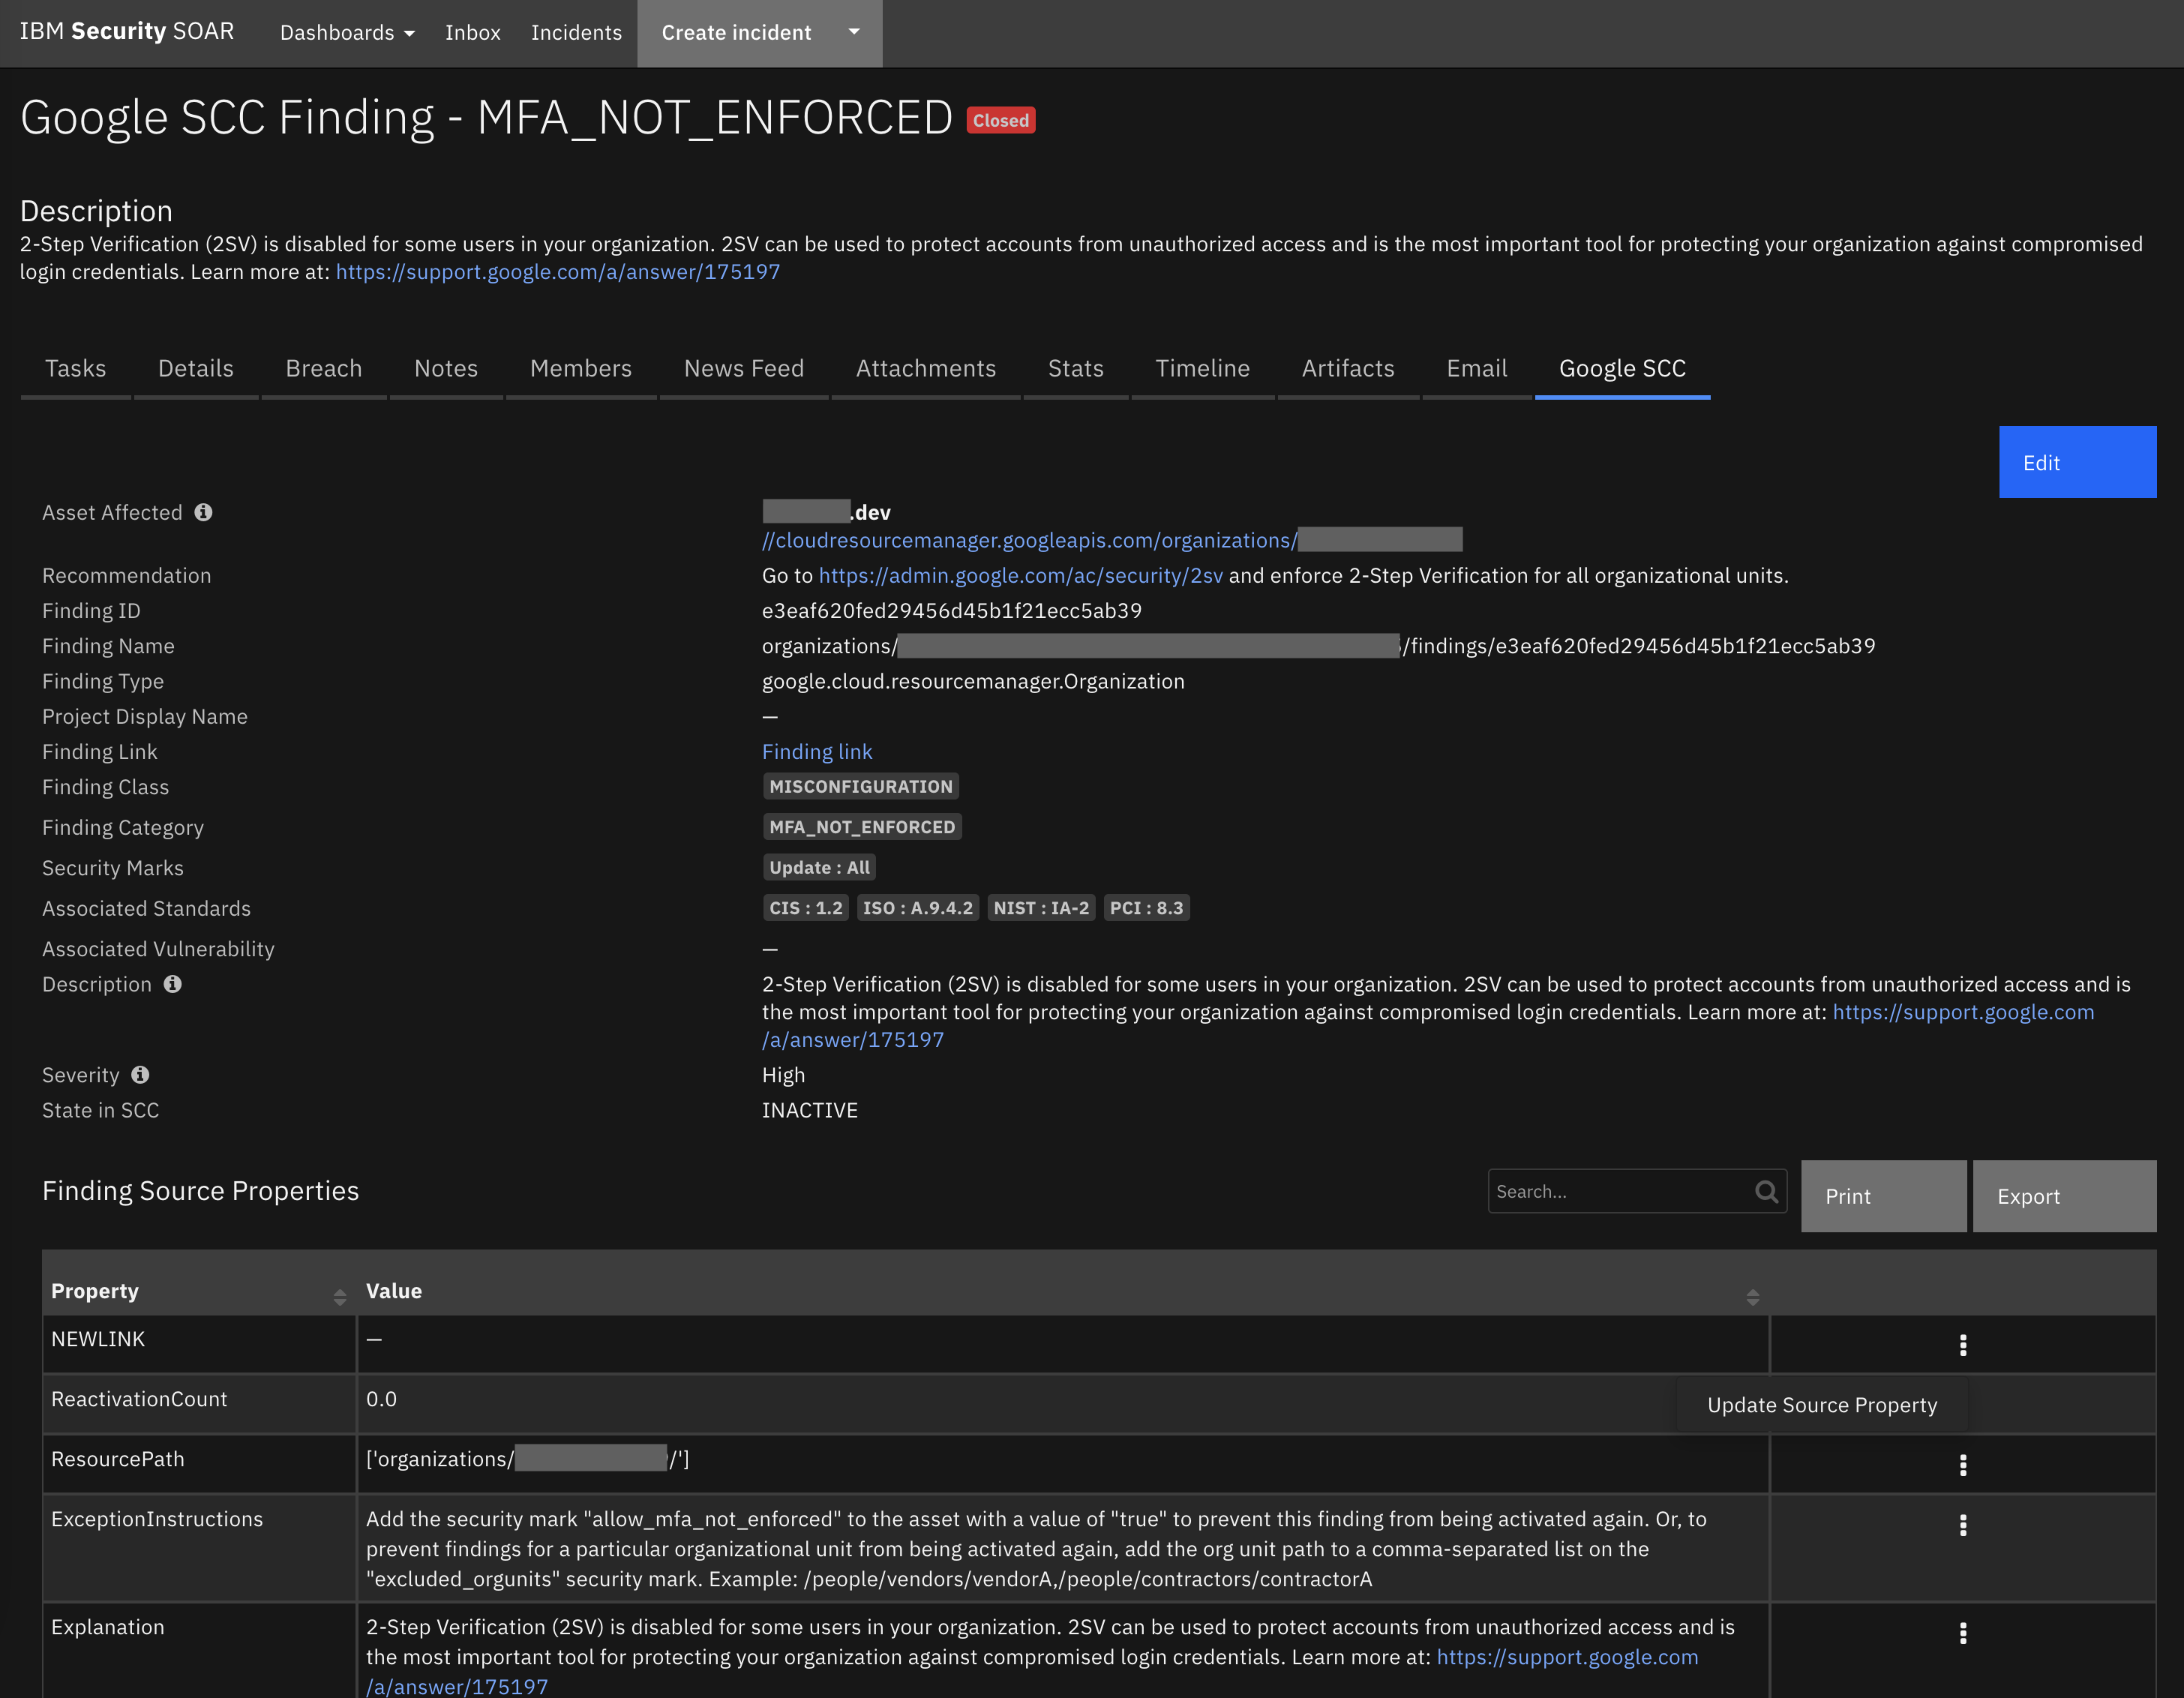 IBM Security SOAR Dashboards Inbox Incidents Create incident
Google SCC Finding - MFA_NOT_ENFORCED Closed
Description
2-Step Verification (2SV) is disabled for some users in your organization. 2SV can be used to protect accounts from unauthorized access and is the most important tool for protecting your organization against compromised
login credentials. Learn more at: https://support.google.com/a/answer/175197
Tasks Details Breach Notes Members News Feed Attachments Stats Timeline Artifacts Email Google SCC
Edit
Asset Affected .dev
//cloudresourcemanager.googleapis.com/organizations/
Recommendation Go to https://admin.google.com/ac/security/2sv and enforce 2-Step Verification for all organizational units.
Finding ID e3eaf620fed29456d45b1f21ecc5ab39
Finding Name organizations/ /findings/e3eaf620fed29456d45b1f21ecc5ab39
Finding Type google.cloud.resourcemanager.Organization
Project Display Name —
Finding Link Finding link
Finding Class MISCONFIGURATION
Finding Category MFA_NOT_ENFORCED
Security Marks Update : All
Associated Standards CIS : 1.2 ISO : A.9.4.2 NIST : IA-2 PCI : 8.3
Associated Vulnerability —
Description 2-Step Verification (2SV) is disabled for some users in your organization. 2SV can be used to protect accounts from unauthorized access and is
the most important tool for protecting your organization against compromised login credentials. Learn more at: https://support.google.com
/a/answer/175197
Severity High
State in SCC INACTIVE
Finding Source Properties Search... Print Export
Property Value
NEWLINK —
ReactivationCount 0.0 Update Source Property
ResourcePath ['organizations/ /']
ExceptionInstructions Add the security mark "allow_mfa_not_enforced" to the asset with a value of "true" to prevent this finding from being activated again. Or, to
prevent findings for a particular organizational unit from being activated again, add the org unit path to a comma-separated list on the
"excluded_orgunits" security mark. Example: /people/vendors/vendorA,/people/contractors/contractorA
Explanation 2-Step Verification (2SV) is disabled for some users in your organization. 2SV can be used to protect accounts from unauthorized access and is
the most important tool for protecting your organization against compromised login credentials. Learn more at: https://support.google.com
/a/answer/175197